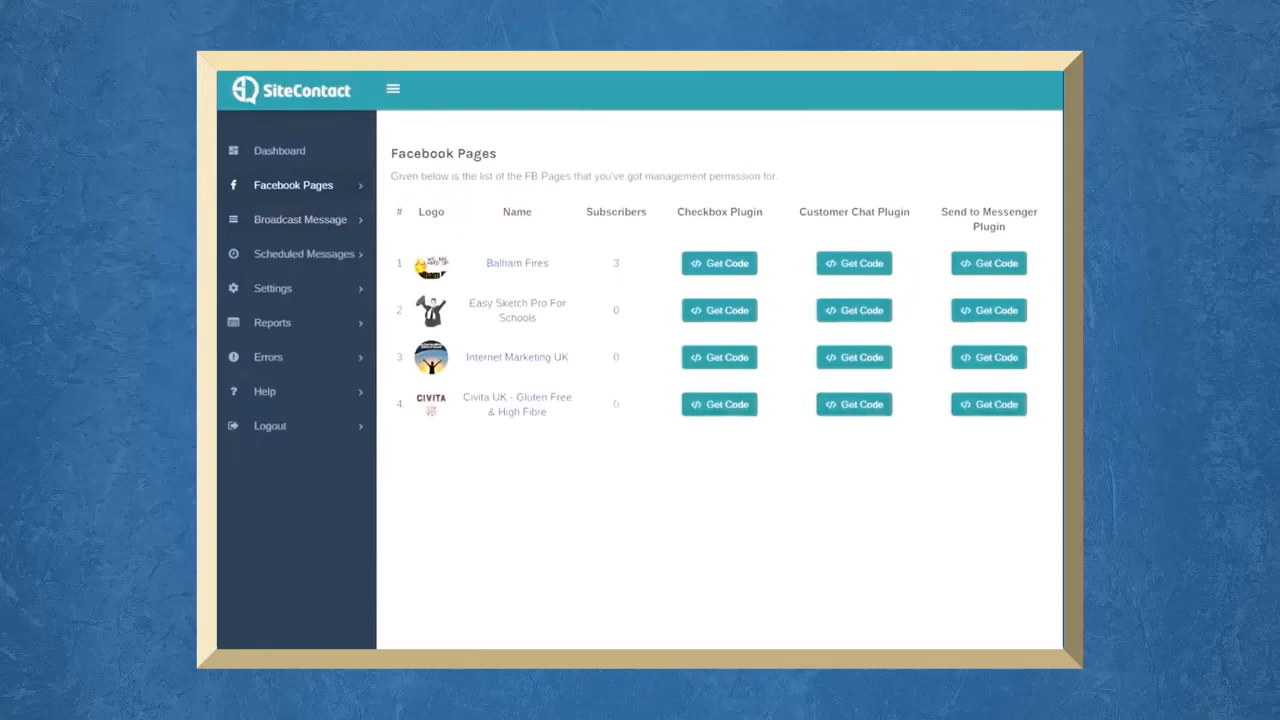 SiteContact
Dashboard
Facebook Pages
Broadcast Message
Scheduled Messages
Settings
Reports
Errors
Help
Logout
Facebook Pages
Given below is the list of the FB Pages that you've got management permission for.
# Logo Name Subscribers Checkbox Plugin Customer Chat Plugin Send to Messenger
Plugin
1 Balham Fires 3 Get Code Get Code Get Code
2 Easy Sketch Pro For
Schools 0 Get Code Get Code Get Code
3 Internet Marketing UK 0 Get Code Get Code Get Code
4 CIVITA Civita UK - Gluten Free
& High Fibre 0 Get Code Get Code Get Code